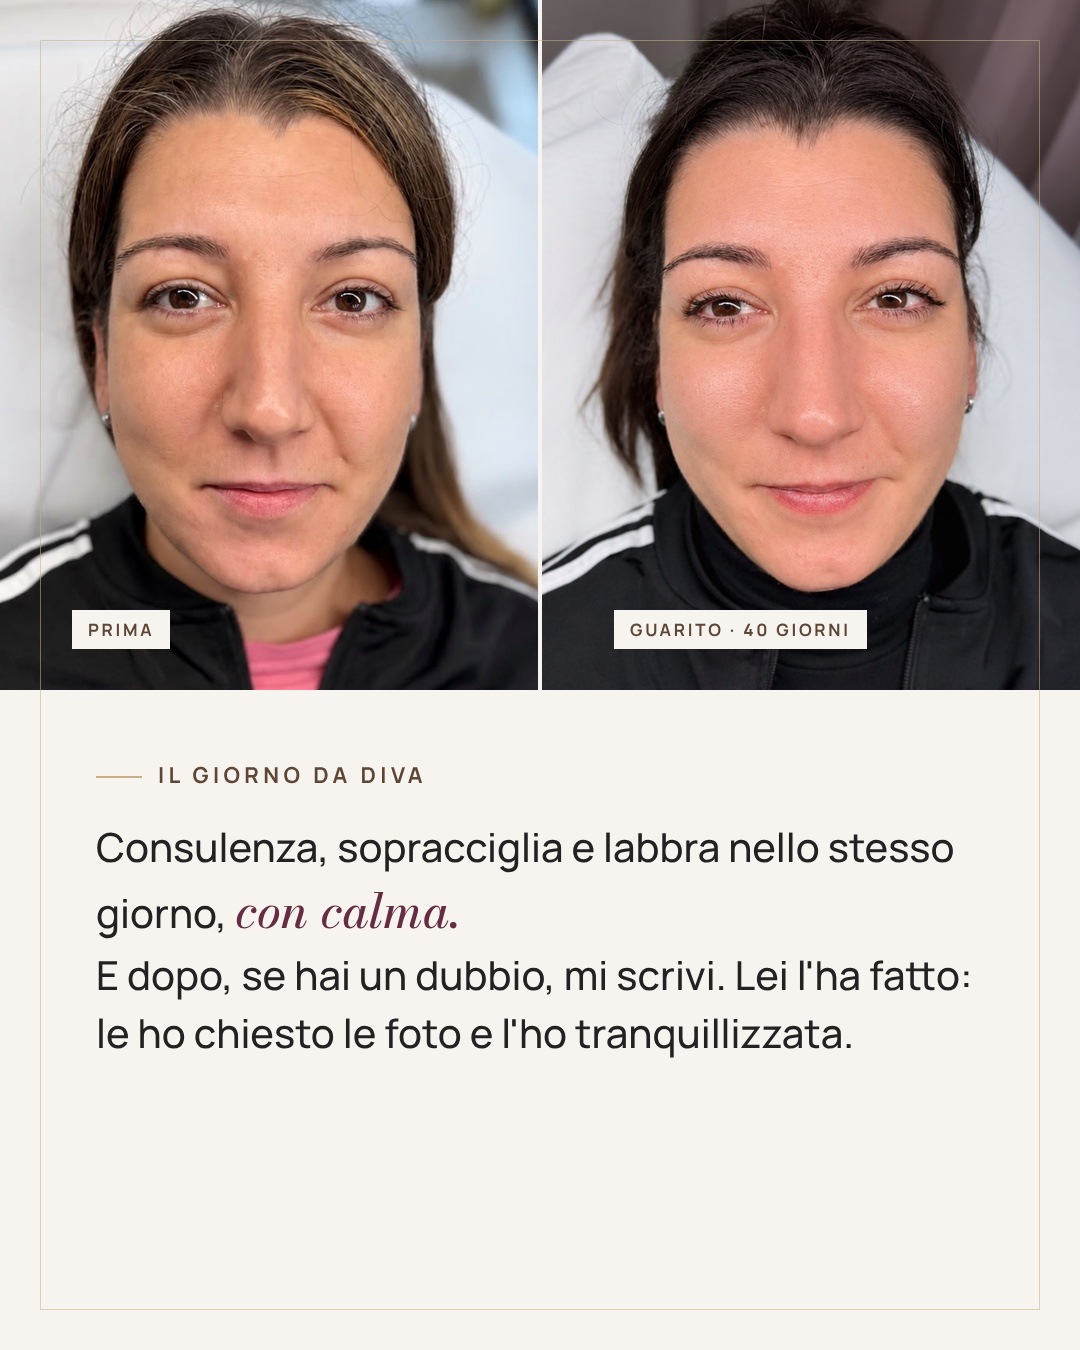 PRIMA
GUARITO · 40 GIORNI
IL GIORNO DA DIVA
Consulenza, sopracciglia e labbra nello stesso
giorno, con calma.
E dopo, se hai un dubbio, mi scrivi. Lei l'ha fatto:
le ho chiesto le foto e l'ho tranquillizzata.